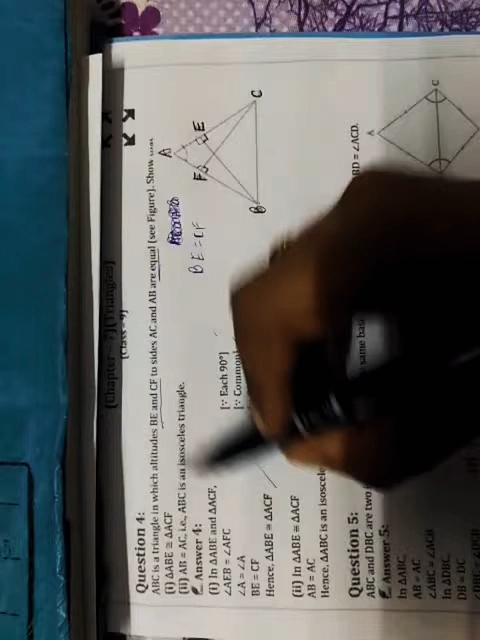 [Chapter - 7](Triangles)
(Class – 9)
Question 4:
ABC is a triangle in which altitudes BE and CF to sides AC and AB are equal (see Figure). Show
(i) ΔABE ≅ ΔACF
(ii) AB = AC, i.e., ABC is an isosceles triangle.
Answer 4:
(i) In ΔABE and ΔACF,
∠AEB = ∠AFC [∵ Each 90°]
∠A = ∠A [∵ Common]
BE = CF
Hence, ΔABE ≅ ΔACF
(ii) In ΔABE ≅ ΔACF
AB = AC
Hence, ΔABC is an isoscele
BE = CF
A
F
E
B
C
Question 5:
ABC and DBC are two same bas BD = ∠ACD.
Answer 5:
In ΔABC,
AB = AC
∠ABC = ∠ACB
In ΔDBC,
DB = DC
A
C